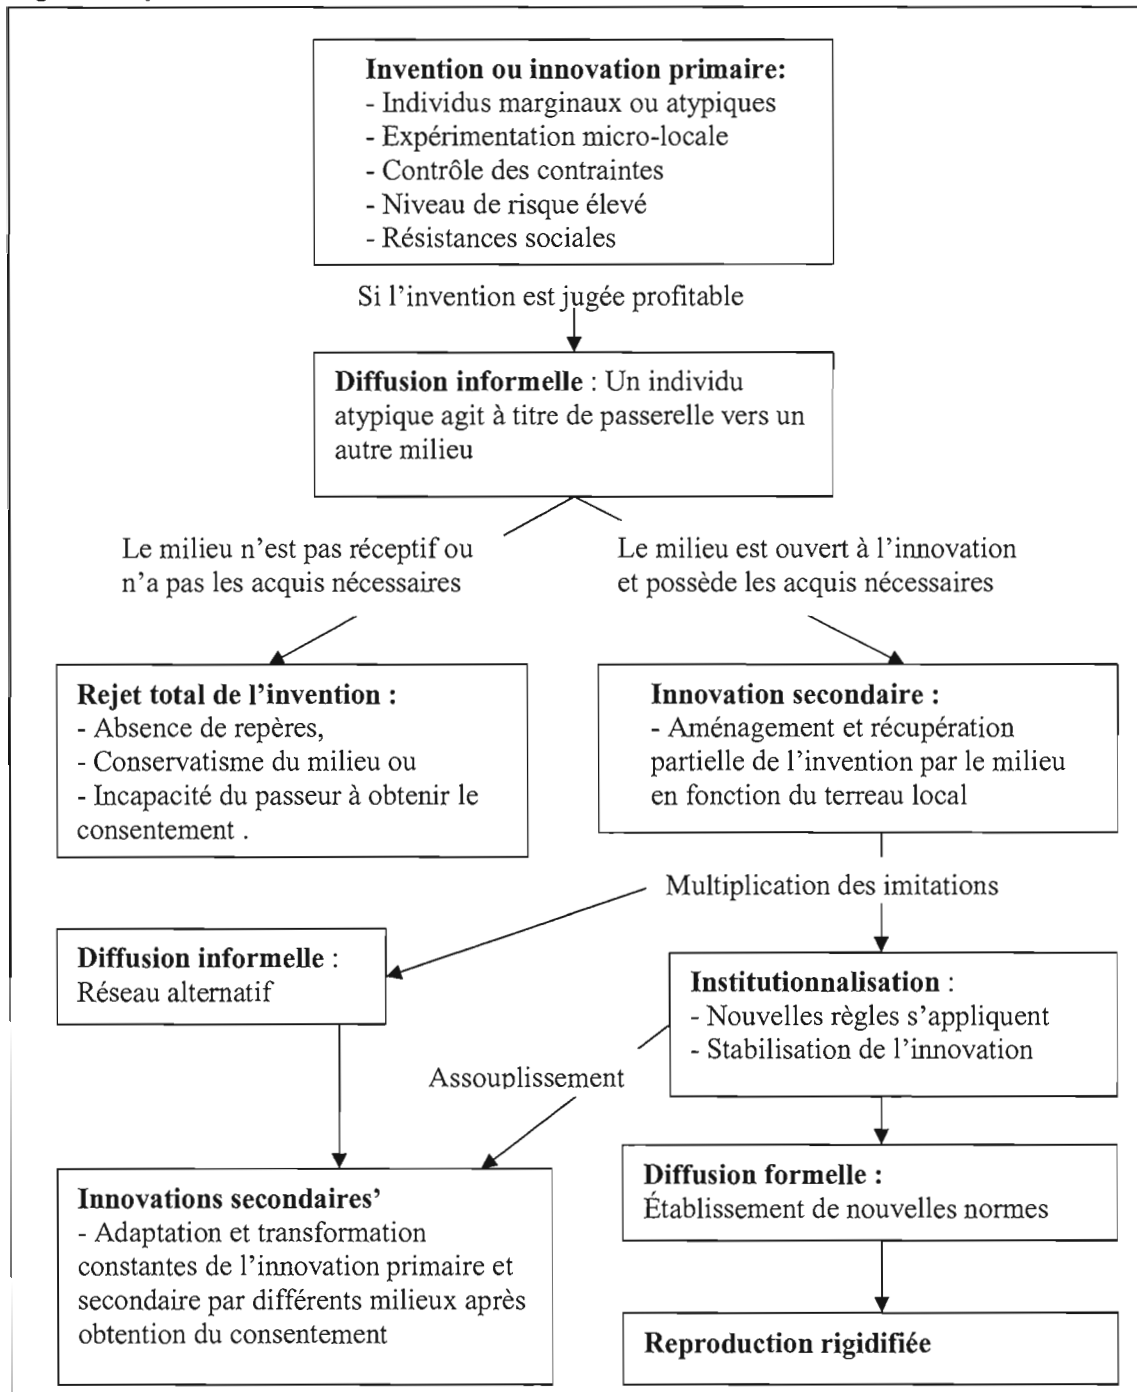 Invention ou innovation primaire:
- Individus marginaux ou atypiques
- Expérimentation micro-locale
- Contrôle des contraintes
- Niveau de risque élevé
- Résistances sociales
Si l'invention est jugée profitable
Diffusion informelle : Un individu
atypique agit à titre de passerelle vers un
autre milieu
Le milieu n'est pas réceptif ou
n'a pas les acquis nécessaires
Le milieu est ouvert à l'innovation
et possède les acquis nécessaires
Rejet total de l'invention :
- Absence de repères,
- Conservatisme du milieu ou
- Incapacité du passeur à obtenir le
consentement .
Innovation secondaire :
- Aménagement et récupération
partielle de l'invention par le milieu
en fonction du terreau local
Multiplication des imitations
Diffusion informelle :
Réseau alternatif
Institutionnalisation :
- Nouvelles règles s'appliquent
- Stabilisation de l'innovation
Assouplissement
Innovations secondaires'
- Adaptation et transformation
constantes de l'innovation primaire et
secondaire par différents milieux après
obtention du consentement
Diffusion formelle :
Établissement de nouvelles normes
Reproduction rigidifiée